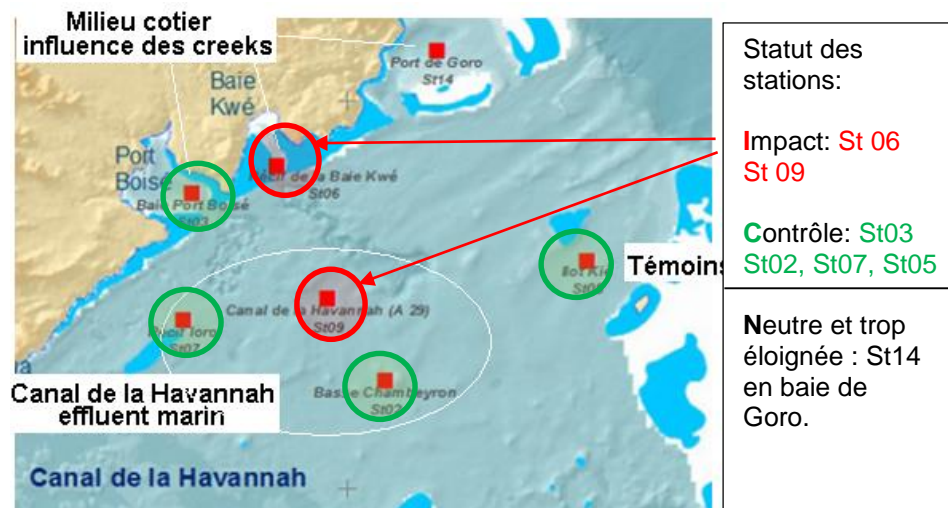 Milieu cotier
influence des creeks
Port de Goro
St14
Baie
Kwé
Port
Boisé
Récif de la Baie Kwé
St06
Baie Port Boisé
St03
Ilot Kié
St05
Témoins
Canal de la Havannah (A 29)
St09
Récif Ioro
St07
Basse Chambeyron
St02
Canal de la Havannah
effluent marin
Canal de la Havannah
Statut des
stations:
Impact: St 06
St 09
Contrôle: St03
St02, St07, St05
Neutre et trop
éloignée : St14
en baie de
Goro.